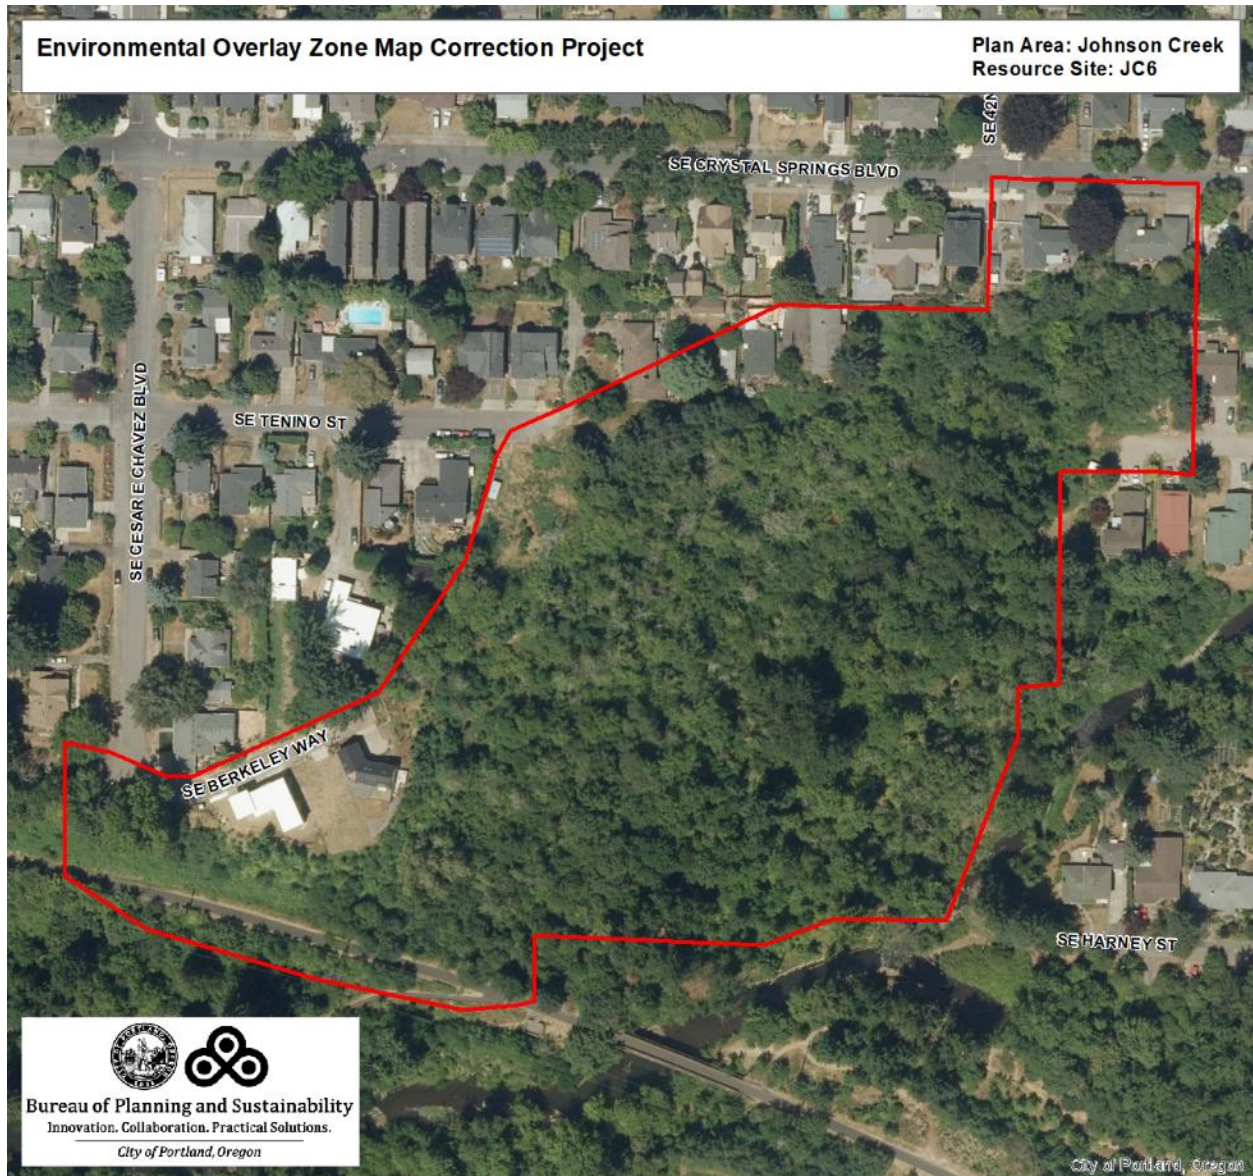 Environmental Overlay Zone Map Correction Project
Plan Area: Johnson Creek
Resource Site: JC6
SE 42N
SE CRYSTAL SPRINGS BLVD
SE CESAR E CHAVEZ BLVD
SE TENINO ST
SE BERKELEY WAY
SE HARNEY ST
Bureau of Planning and Sustainability
Innovation. Collaboration. Practical Solutions.
City of Portland, Oregon
City of Portland, Oregon